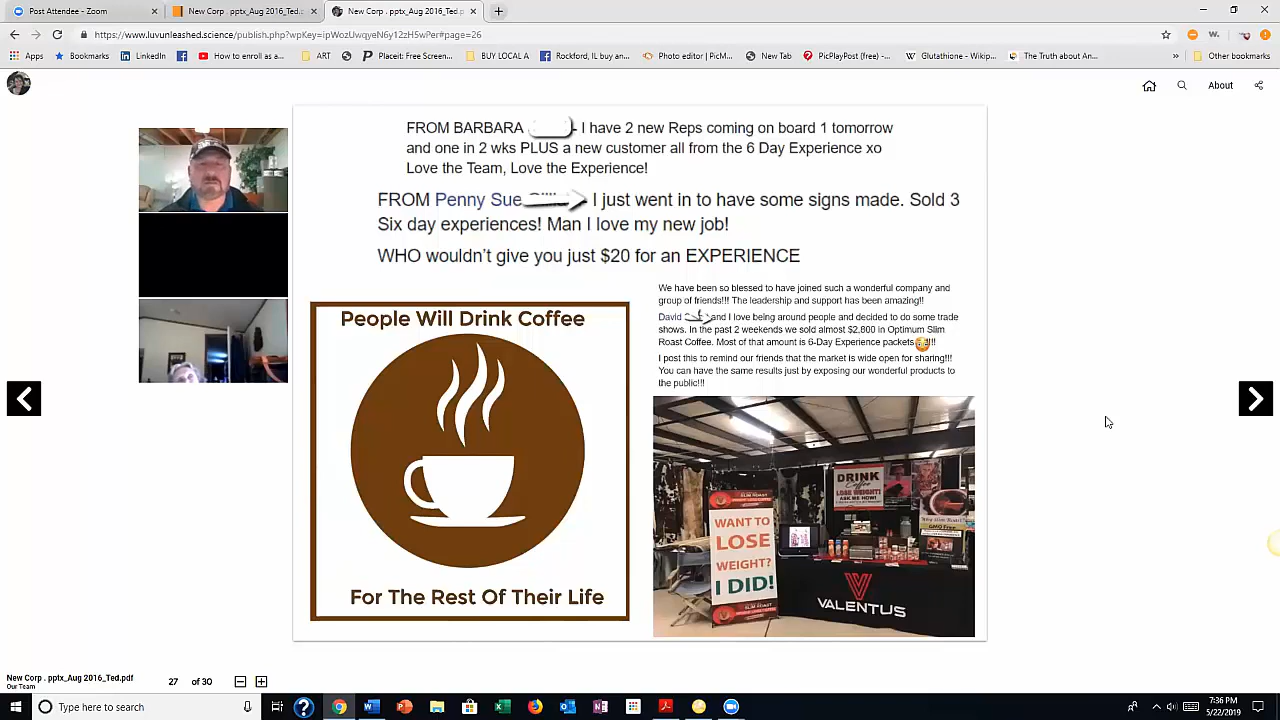 Post Attendee - Zoom
New Corp . pptx_Aug 2016_Ted.
New Corp . pptx_Aug 2016_Ted.p
https://www.luvunleashed.science/publish.php?wpKey=ipWozUwqyeN6y12zH5wPer#page=26
Apps Bookmarks LinkedIn How to enroll as a... ART Placeit: Free Screen... BUY LOCAL A Rockford, IL buy an... Photo editor | PicM... New Tab PicPlayPost (free) -... Glutathione - Wikip... The Truth about An... » Other bookmarks
About
FROM BARBARA - I have 2 new Reps coming on board 1 tomorrow
and one in 2 wks PLUS a new customer all from the 6 Day Experience xo
Love the Team, Love the Experience!
FROM Penny Sue I just went in to have some signs made. Sold 3
Six day experiences! Man I love my new job!
WHO wouldn't give you just $20 for an EXPERIENCE
We have been so blessed to have joined such a wonderful company and
group of friends!!! The leadership and support has been amazing!!
David and I love being around people and decided to do some trade
shows. In the past 2 weekends we sold almost $2,800 in Optimum Slim
Roast Coffee. Most of that amount is 6-Day Experience packets !!!
I post this to remind our friends that the market is wide open for sharing!!!
You can have the same results just by exposing our wonderful products to
the public!!!
People Will Drink Coffee
For The Rest Of Their Life
SLIM ROAST
WANT TO
LOSE
WEIGHT?
I DID!
SLIM ROAST
DRINK
Coffee
LOSE WEIGHT!
ASK ME HOW!
GMO Free
VALENTUS
New Corp . pptx_Aug 2016_Ted.pdf
Our Team
27 of 30
Type here to search
7:36 PM
5/22/2019